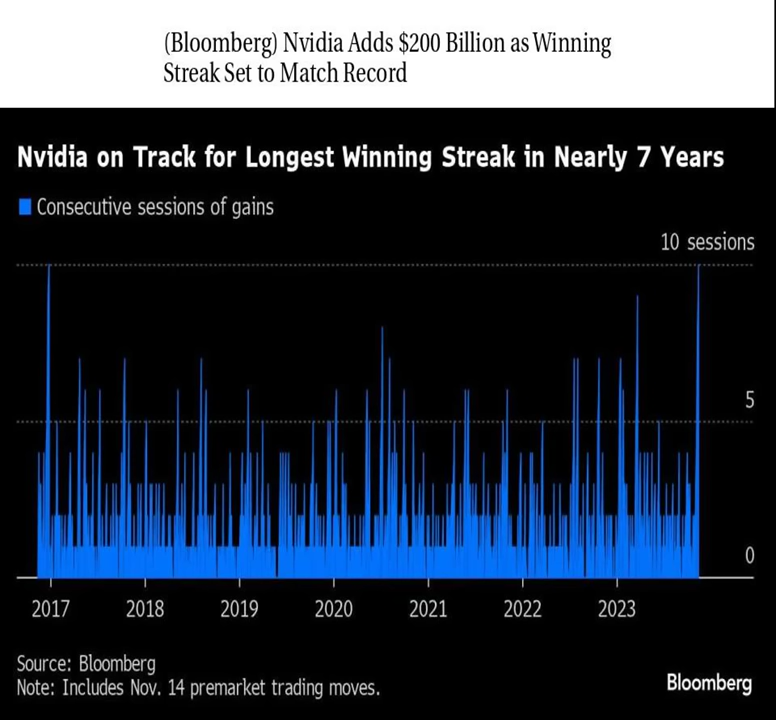 (Bloomberg) Nvidia Adds $200 Billion as Winning
Streak Set to Match Record
Nvidia on Track for Longest Winning Streak in Nearly 7 Years
Consecutive sessions of gains
10 sessions
5
0
2017 2018 2019 2020 2021 2022 2023
Source: Bloomberg
Note: Includes Nov. 14 premarket trading moves.
Bloomberg